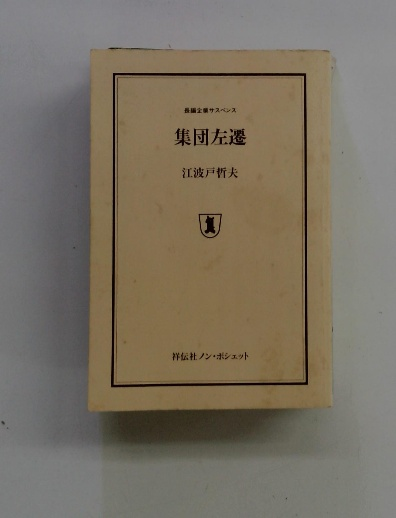 長編企業サスペンス
集団左遷
江波戸哲夫
祥伝社ノン・ポシェット